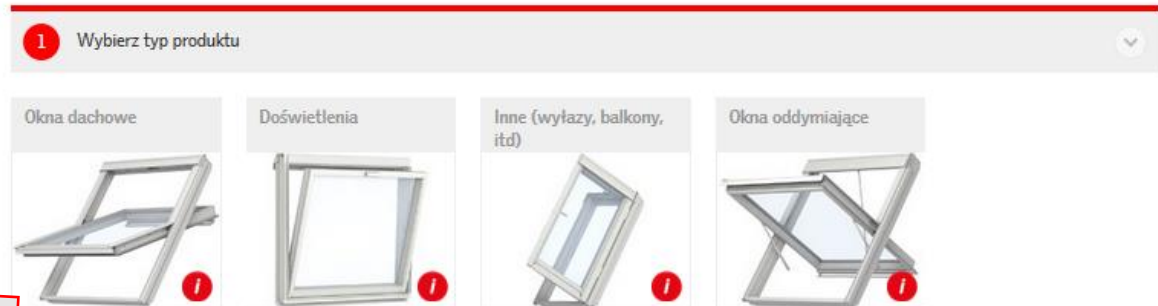 1 Wybierz typ produktu
Okna dachowe
Doświetlenia
Inne (wyłazy, balkony,
itd)
Okna oddymiające
i
i
i
i